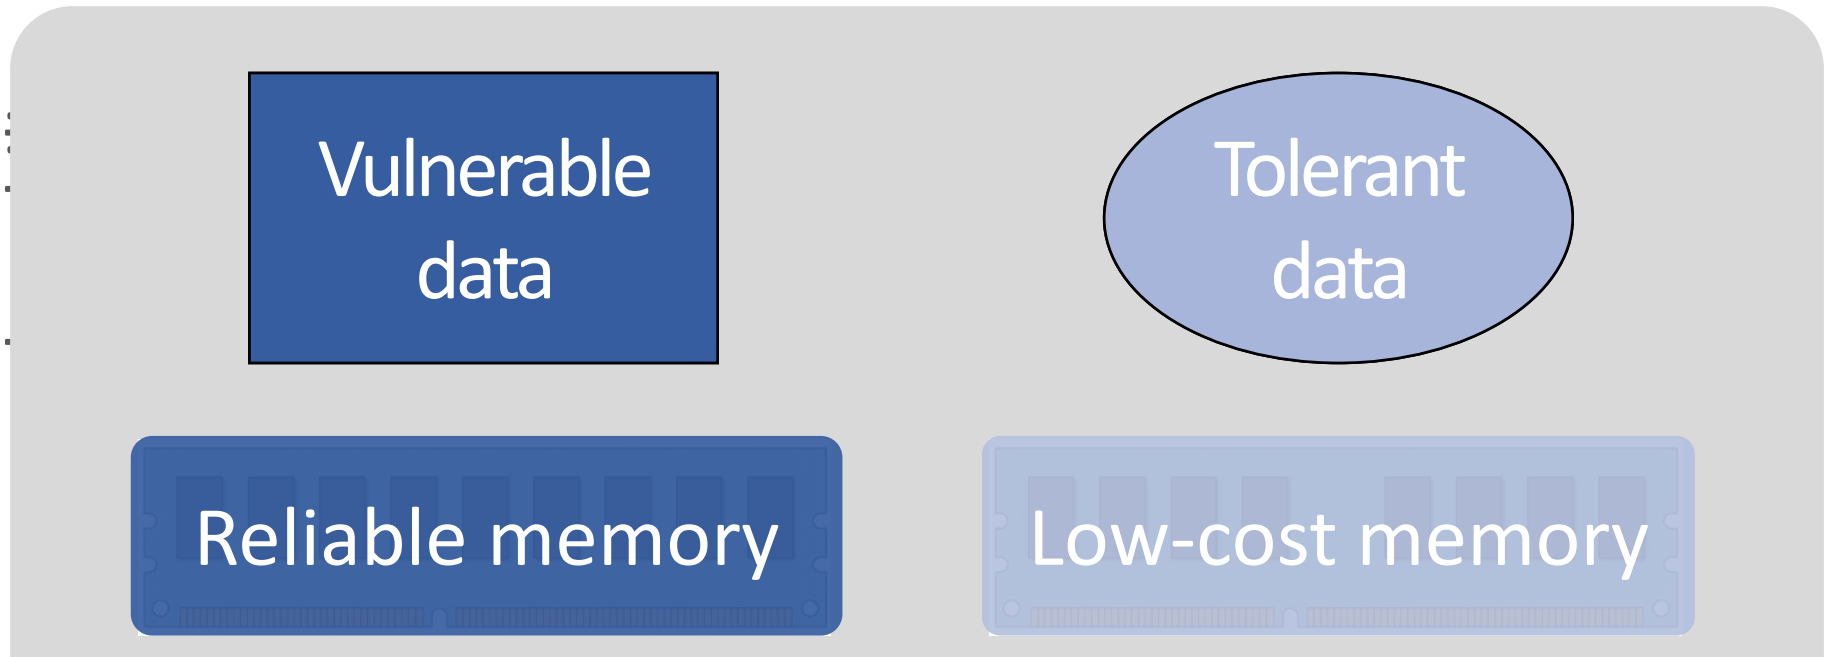 Vulnerable
data
Tolerant
data
Reliable memory
Low-cost memory